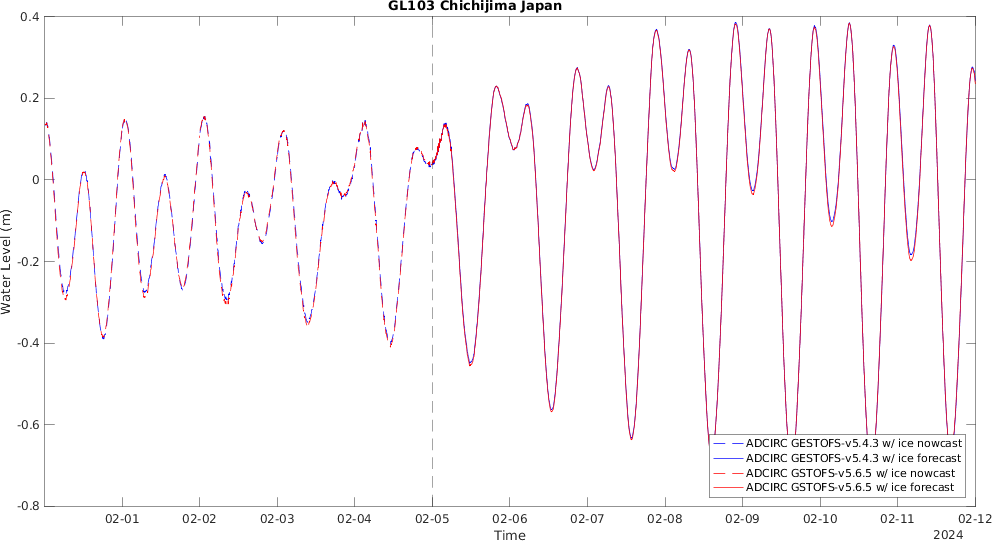 GL103 Chichijima Japan
0.4
0.2
0
-0.2
-0.4
-0.6
-0.8
Water Level (m)
ADCIRC GESTOFS-v5.4.3 w/ ice nowcast
ADCIRC GESTOFS-v5.4.3 w/ ice forecast
ADCIRC GSTOFS-v5.6.5 w/ ice nowcast
ADCIRC GSTOFS-v5.6.5 w/ ice forecast
02-01 02-02 02-03 02-04 02-05 02-06 02-07 02-08 02-09 02-10 02-11 02-12
Time
2024